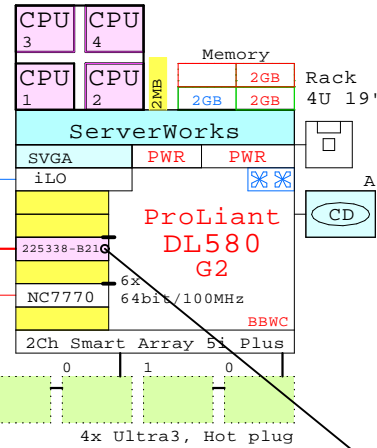 CPU 3
CPU 4
CPU 1
CPU 2
2MB
Memory
2GB
2GB
2GB
Rack
4U 19'
ServerWorks
SVGA
PWR
PWR
iLO
A
CD
ProLiant
DL580
G2
225338-B21
6x
64bit/100MHz
NC7770
BBWC
2Ch Smart Array 5i Plus
0
1
0
4x Ultra3, Hot plug